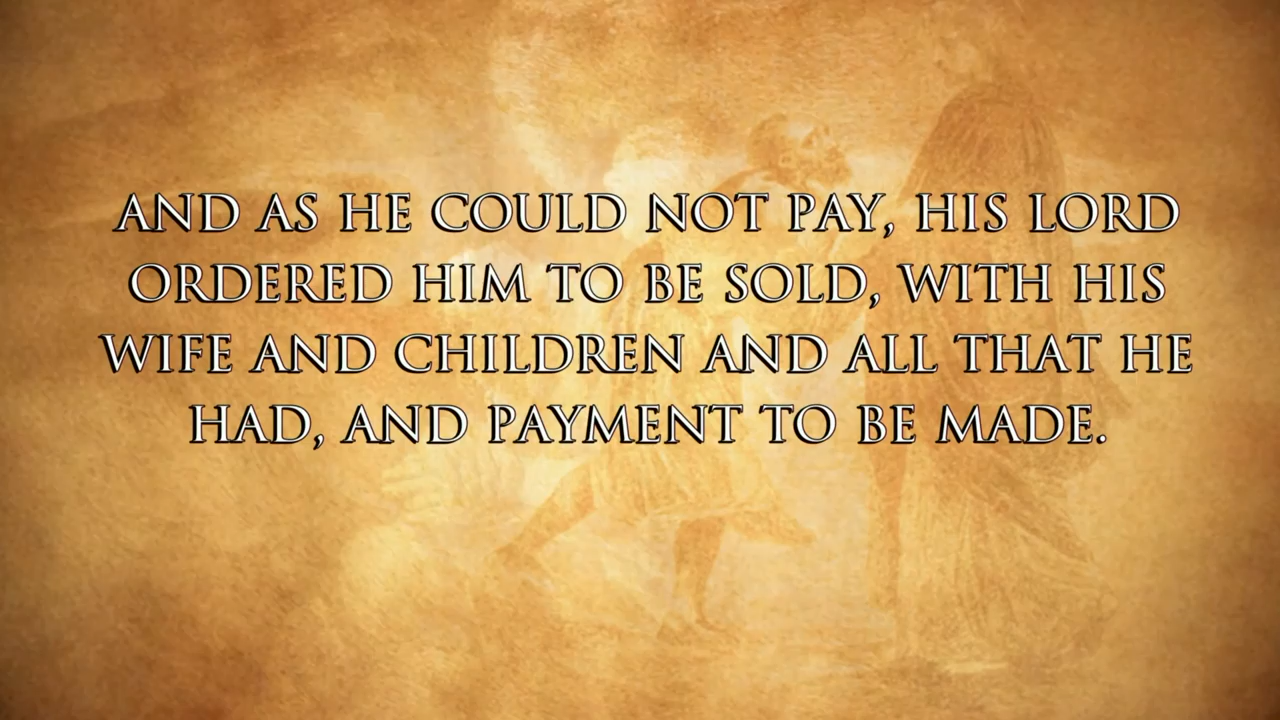 AND AS HE COULD NOT PAY, HIS LORD
ORDERED HIM TO BE SOLD, WITH HIS
WIFE AND CHILDREN AND ALL THAT HE
HAD, AND PAYMENT TO BE MADE.